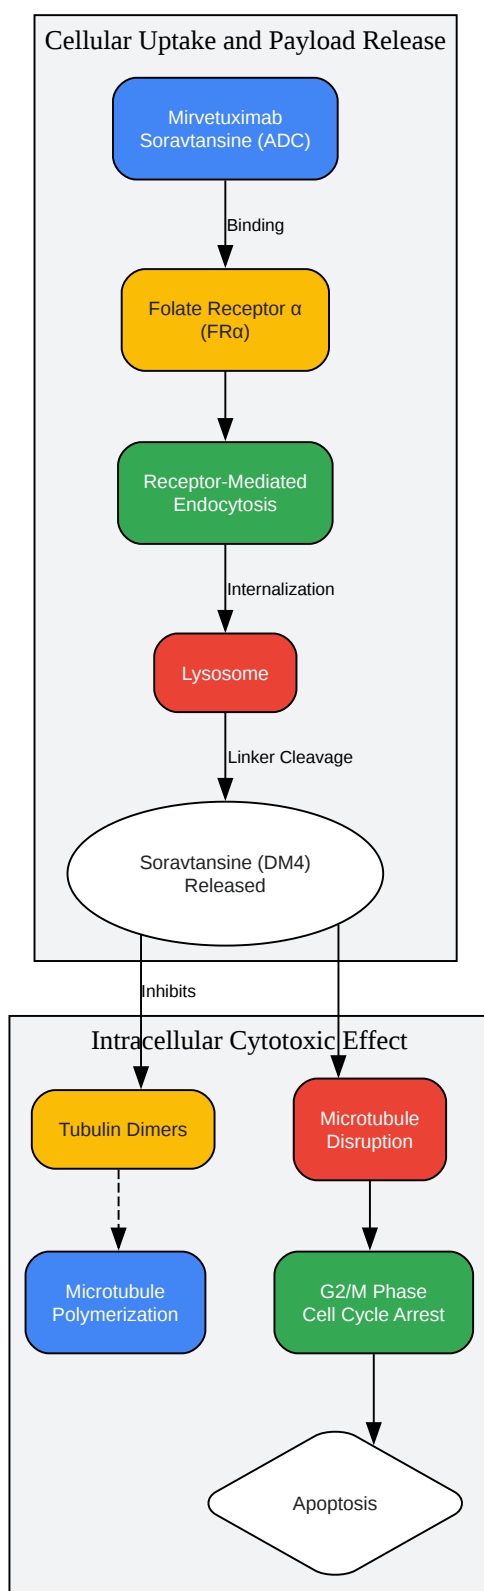 Cellular Uptake and Payload Release
Mirvetuximab
Soravtansine (ADC)
Binding
Folate Receptor α
(FRα)
Receptor-Mediated
Endocytosis
Internalization
Lysosome
Linker Cleavage
Soravtansine (DM4)
Released
Inhibits
Intracellular Cytotoxic Effect
Tubulin Dimers
Microtubule
Disruption
Microtubule
Polymerization
G2/M Phase
Cell Cycle Arrest
Apoptosis